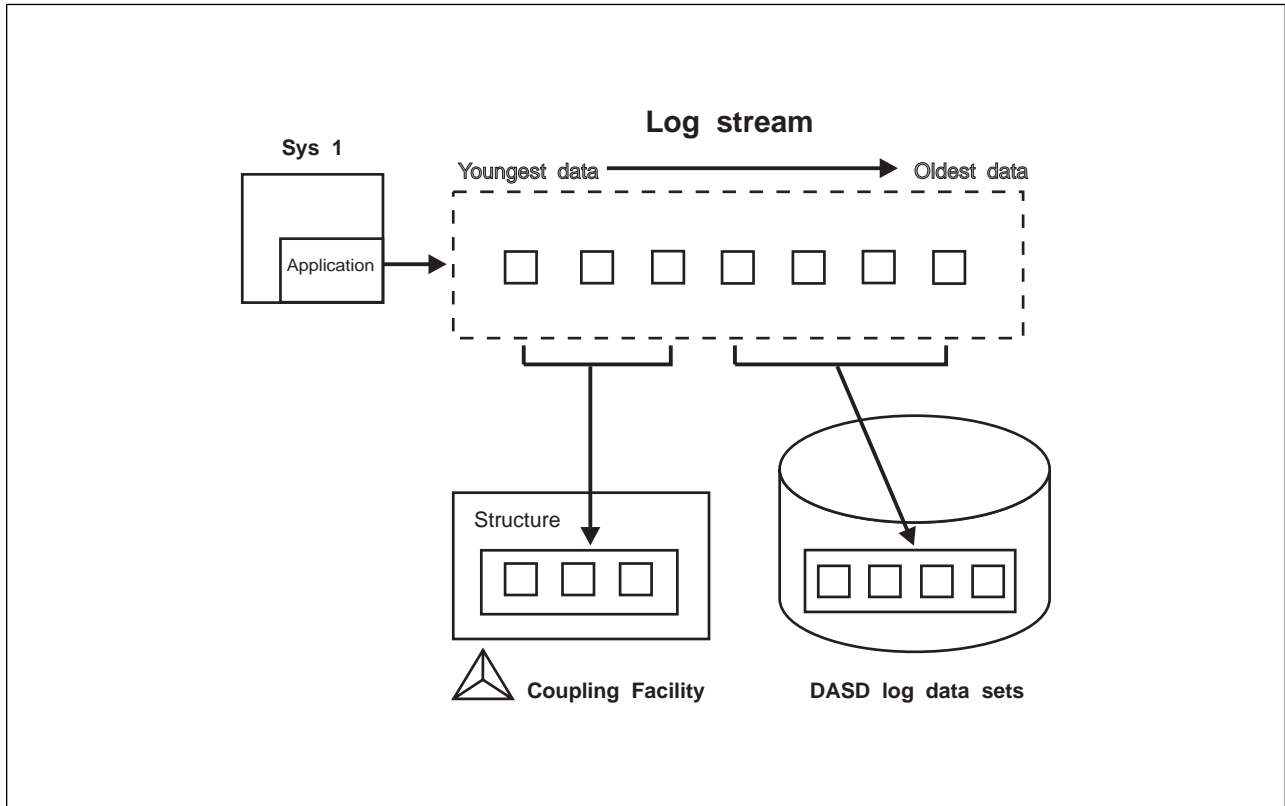 Log stream
Sys 1
Youngest data
Oldest data
Application
Structure
Coupling Facility
DASD log data sets